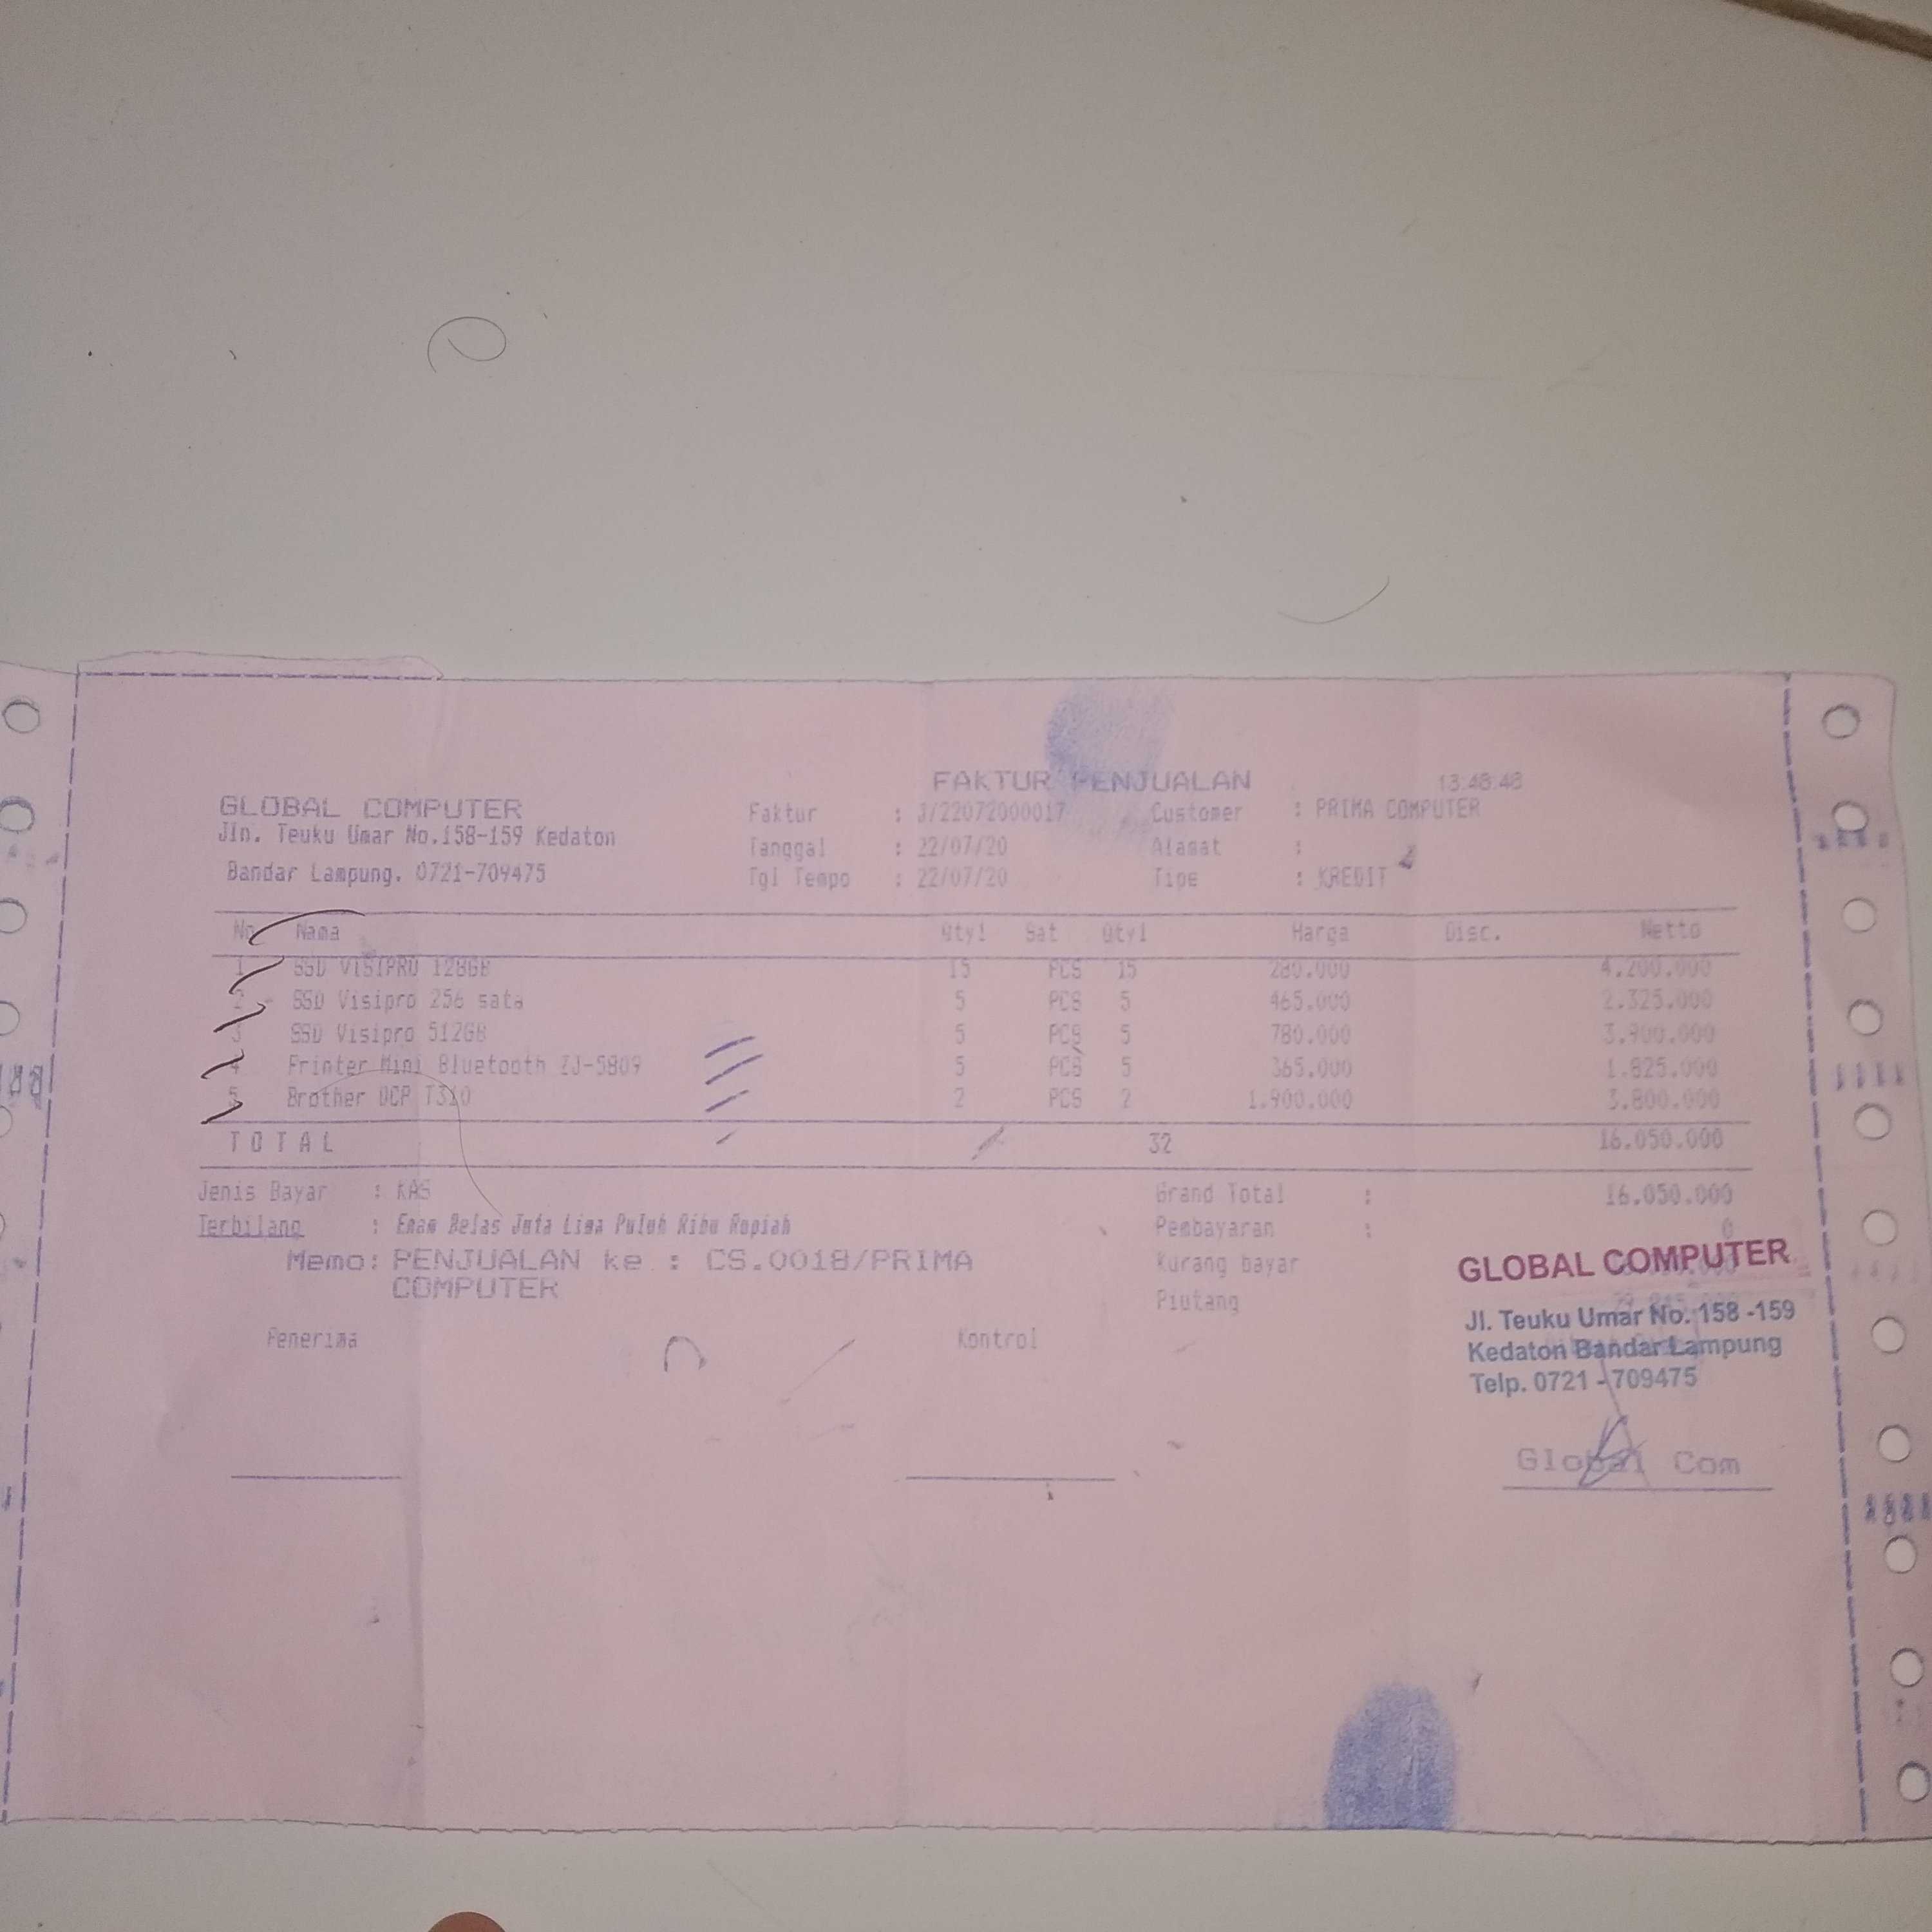 FAKTUR PENJUALAN 13:48:48
GLOBAL COMPUTER
Jln. Teuku Umar No.158-159 Kedaton
Bandar Lampung. 0721-709475
Faktur : J/22072000017
Tanggal : 22/07/20
Tgl Tempo : 22/07/20
Customer : PRIMA COMPUTER
Alamat :
Tipe : KREDIT
No Nama Qty1 Sat Qty1 Harga Disc. Netto
1 SSD VISIPRO 128GB 15 PCS 15 280.000 4.200.000
2 SSD Visipro 256 sata 5 PCS 5 465.000 2.325.000
3 SSD Visipro 512GB 5 PCS 5 780.000 3.900.000
4 Printer Mini Bluetooth ZJ-5809 5 PCS 5 365.000 1.825.000
5 Brother DCP T310 2 PCS 2 1.900.000 3.800.000
TOTAL 32 16.050.000
Jenis Bayar : KAS
Terbilang : Enam Belas Juta Lima Puluh Ribu Rupiah
Memo: PENJUALAN ke : CS.0018/PRIMA
COMPUTER
Grand Total : 16.050.000
Pembayaran : 0
Kurang bayar
Piutang
GLOBAL COMPUTER
Jl. Teuku Umar No. 158 -159
Kedaton Bandar Lampung
Telp. 0721 - 709475
Penerima Kontrol
Global Com